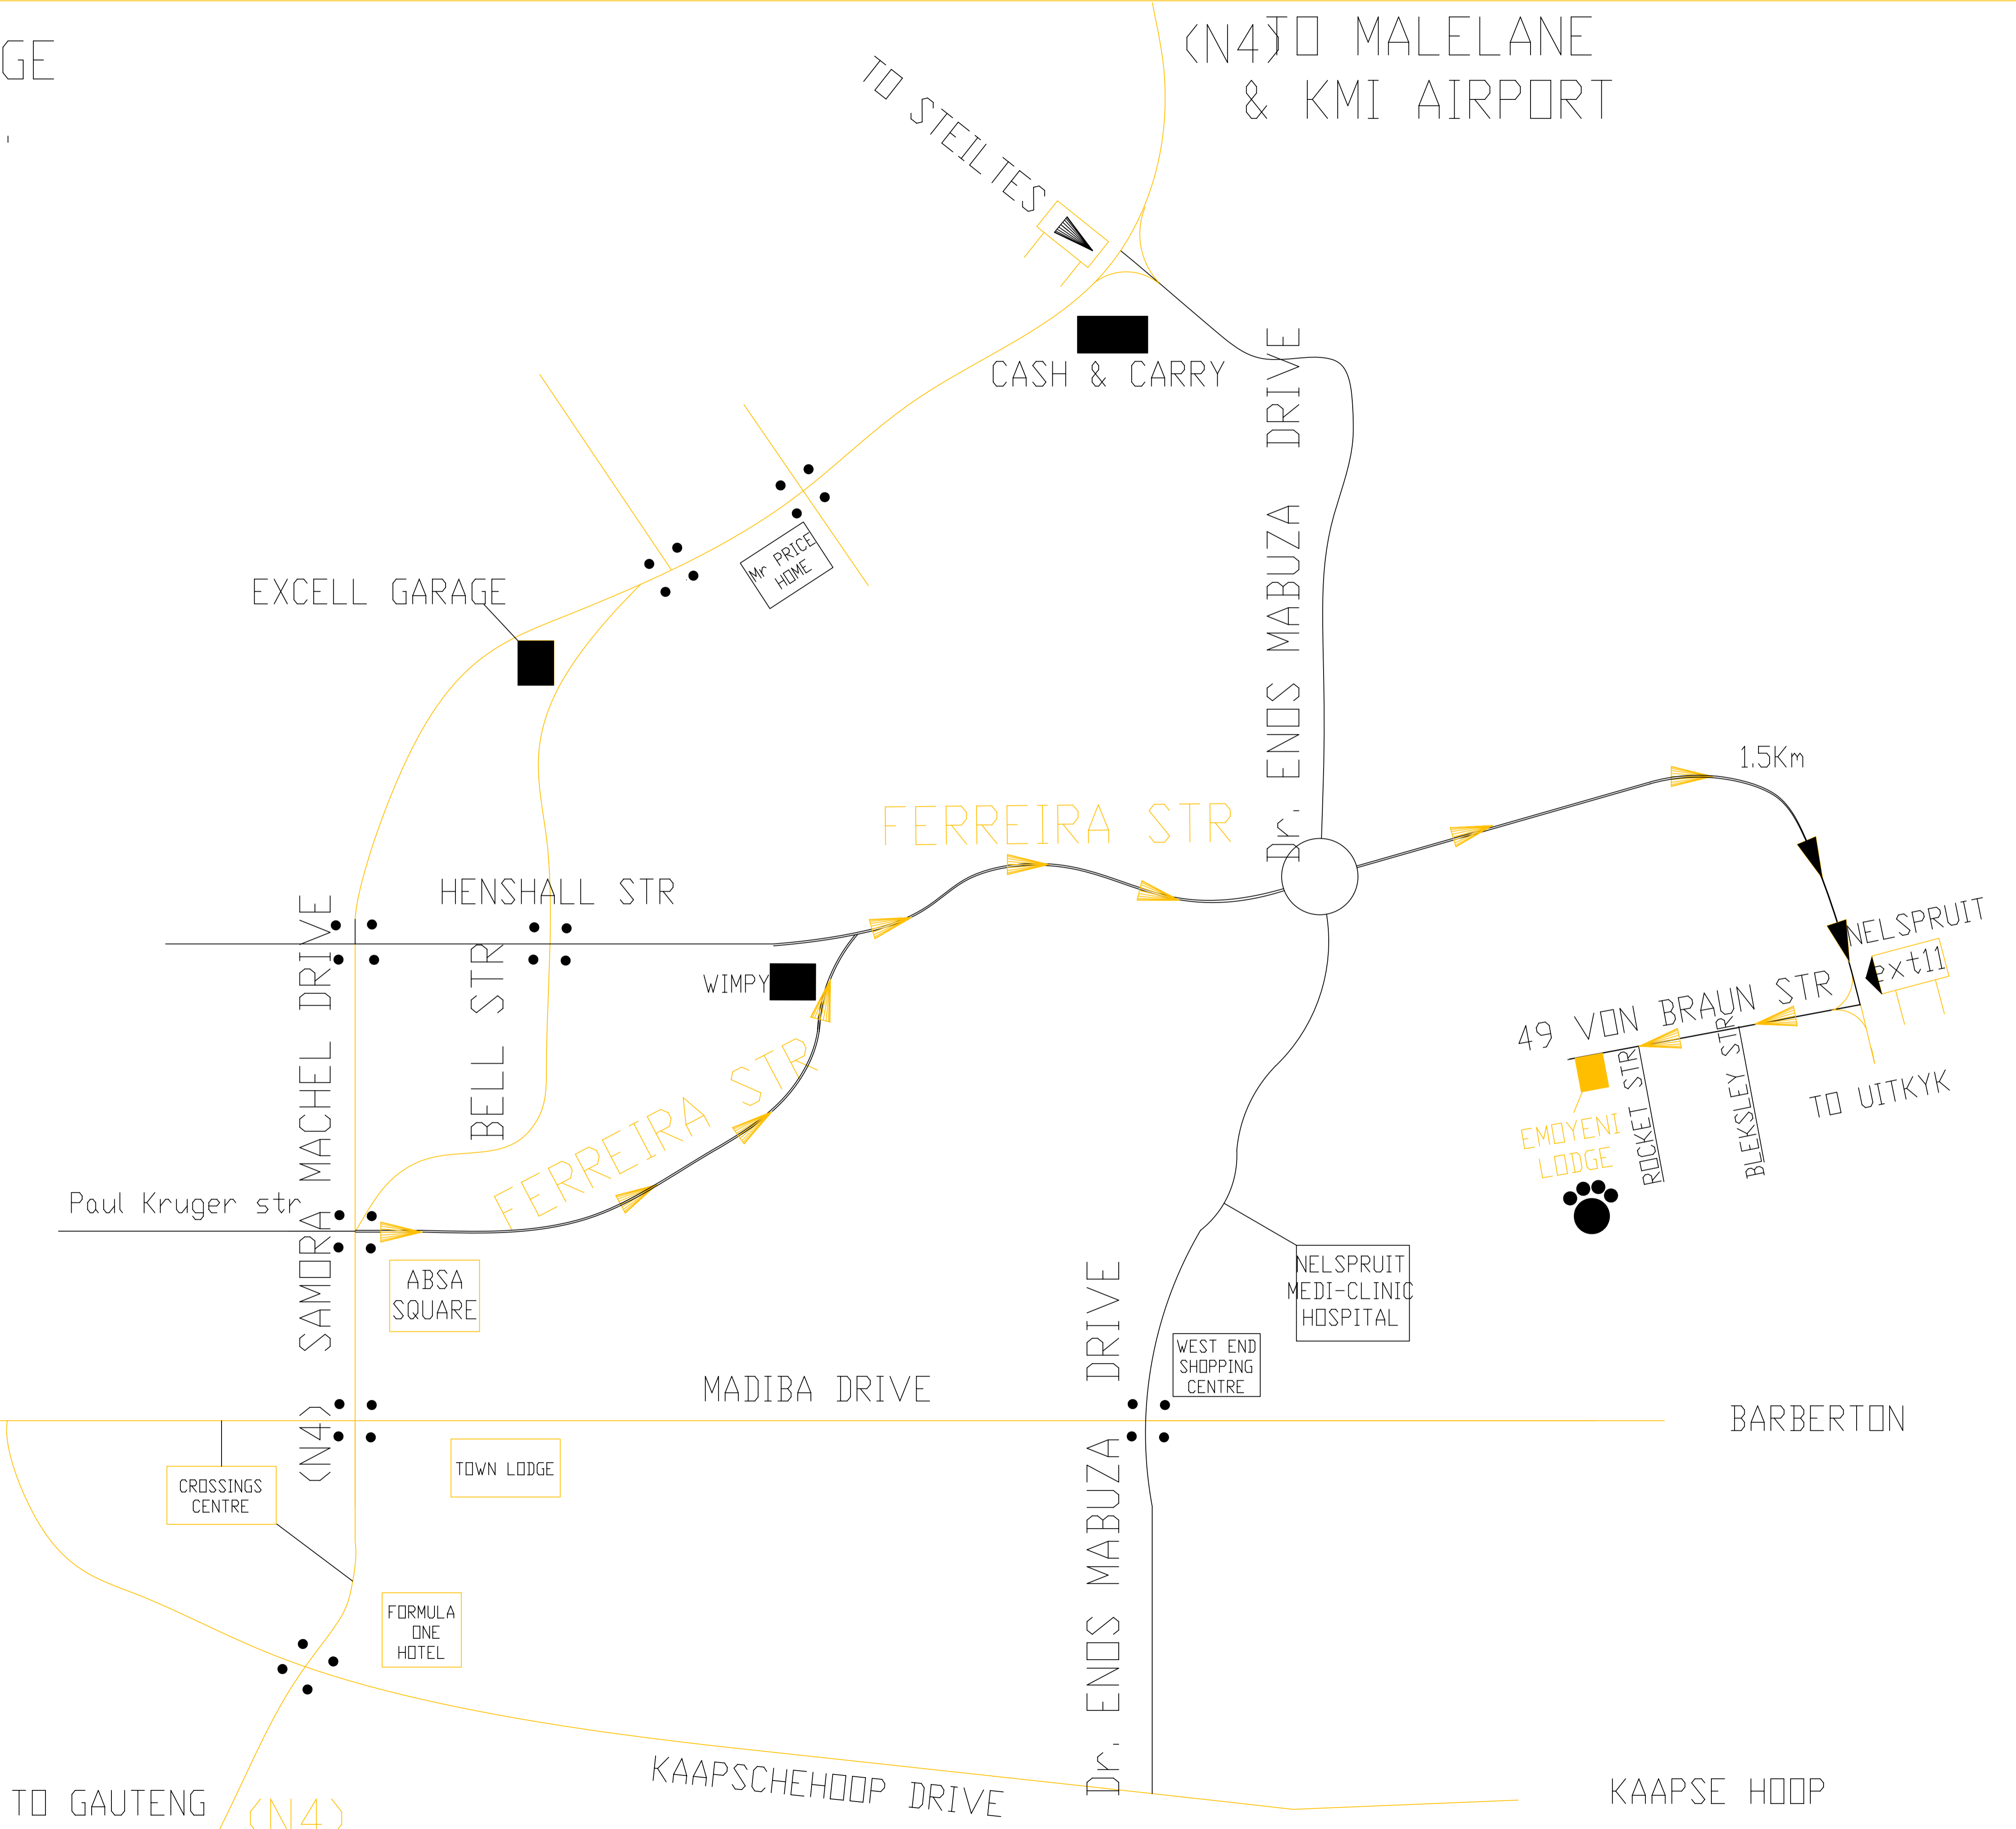 GE
(N4)
TO MALELANE
& KMI AIRPORT
TO STEILTES
CASH & CARRY
Dr. ENOS MABUZA DRIVE
Mr PRICE
HOME
EXCELL GARAGE
1.5Km
FERREIRA STR
HENSHALL STR
NELSPRUIT
ext11
WIMPY
BELL STR
49 VON BRAUN STR
FERREIRA STR
TO UITKYK
EMOYENI
LODGE
ROCKET STR
BLEKSLEY STR
Paul Kruger str
(N4) SAMORA MACHEL DRIVE
ABSA
SQUARE
NELSPRUIT
MEDI-CLINIC
HOSPITAL
WEST END
SHOPPING
CENTRE
MADIBA DRIVE
BARBERTON
Dr. ENOS MABUZA DRIVE
TOWN LODGE
CROSSINGS
CENTRE
FORMULA
ONE
HOTEL
KAAPSCHEHOOP DRIVE
TO GAUTENG
(N4)
KAAPSE HOOP